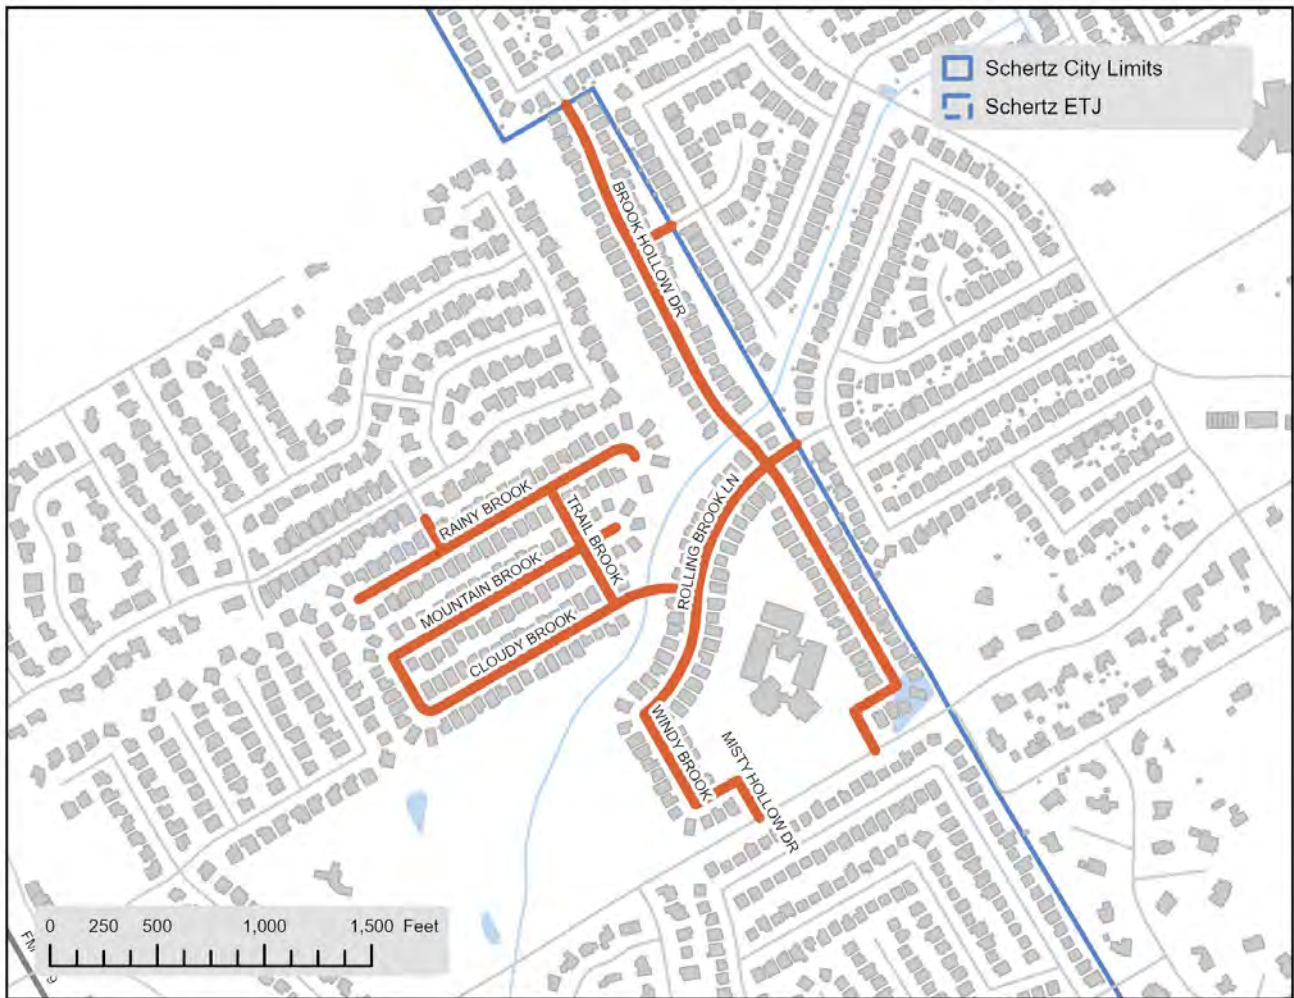 Schertz City Limits
Schertz ETJ
BROOK HOLLOW DR
RAINY BROOK
TRAIL BROOK
ROLLING BROOK LN
MOUNTAIN BROOK
CLOUDY BROOK
WINDY BROOK
MISTY HOLLOW DR
0 250 500 1,000 1,500 Feet